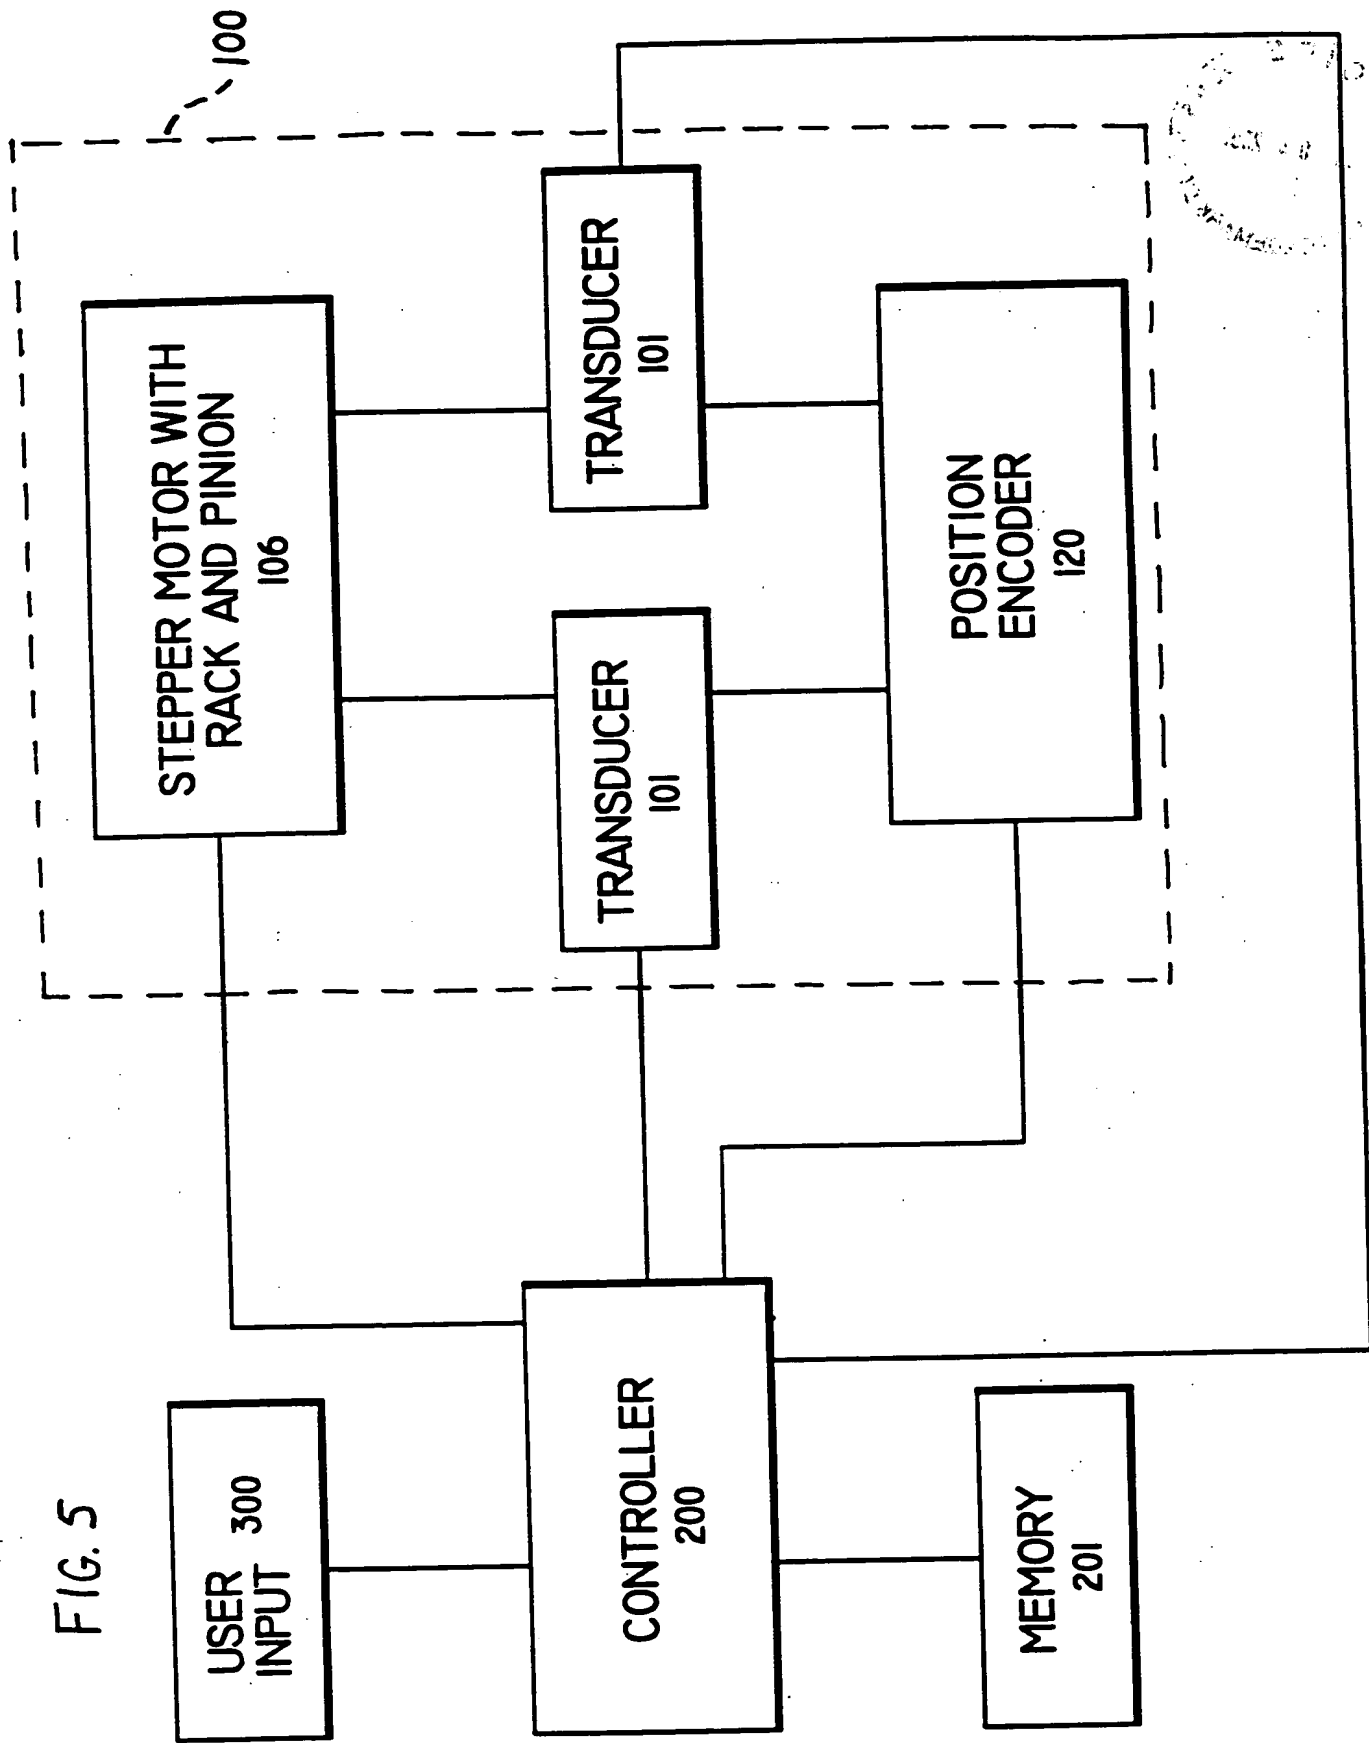 FIG. 5
100
USER
INPUT 300
CONTROLLER
200
MEMORY
201
STEPPER MOTOR WITH
RACK AND PINION
106
TRANSDUCER
101
TRANSDUCER
101
POSITION
ENCODER
120